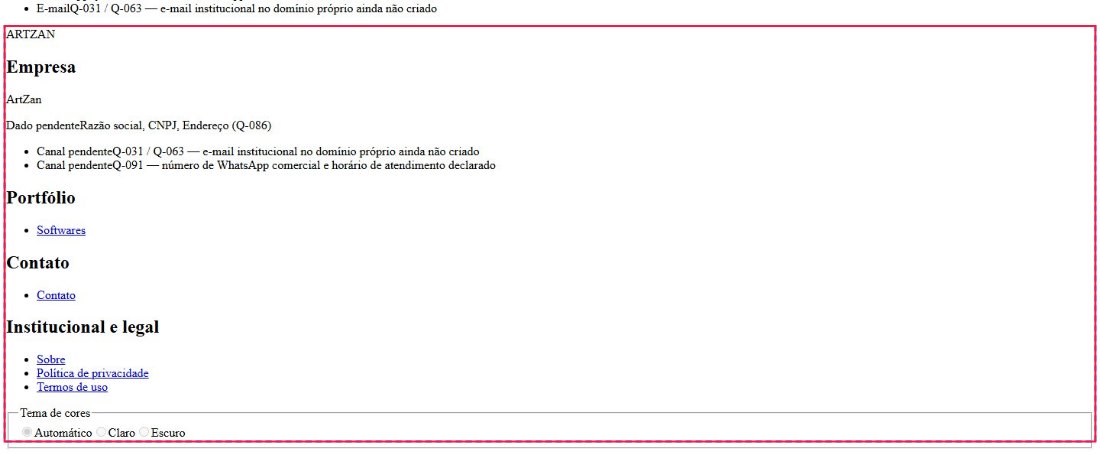 E-mailQ-031 / Q-063 — e-mail institucional no domínio próprio ainda não criado
ARTZAN
Empresa
ArtZan
Dado pendenteRazão social, CNPJ, Endereço (Q-086)
Canal pendenteQ-031 / Q-063 — e-mail institucional no domínio próprio ainda não criado
Canal pendenteQ-091 — número de WhatsApp comercial e horário de atendimento declarado
Portfólio
Softwares
Contato
Contato
Institucional e legal
Sobre
Política de privacidade
Termos de uso
Tema de cores
Automático Claro Escuro